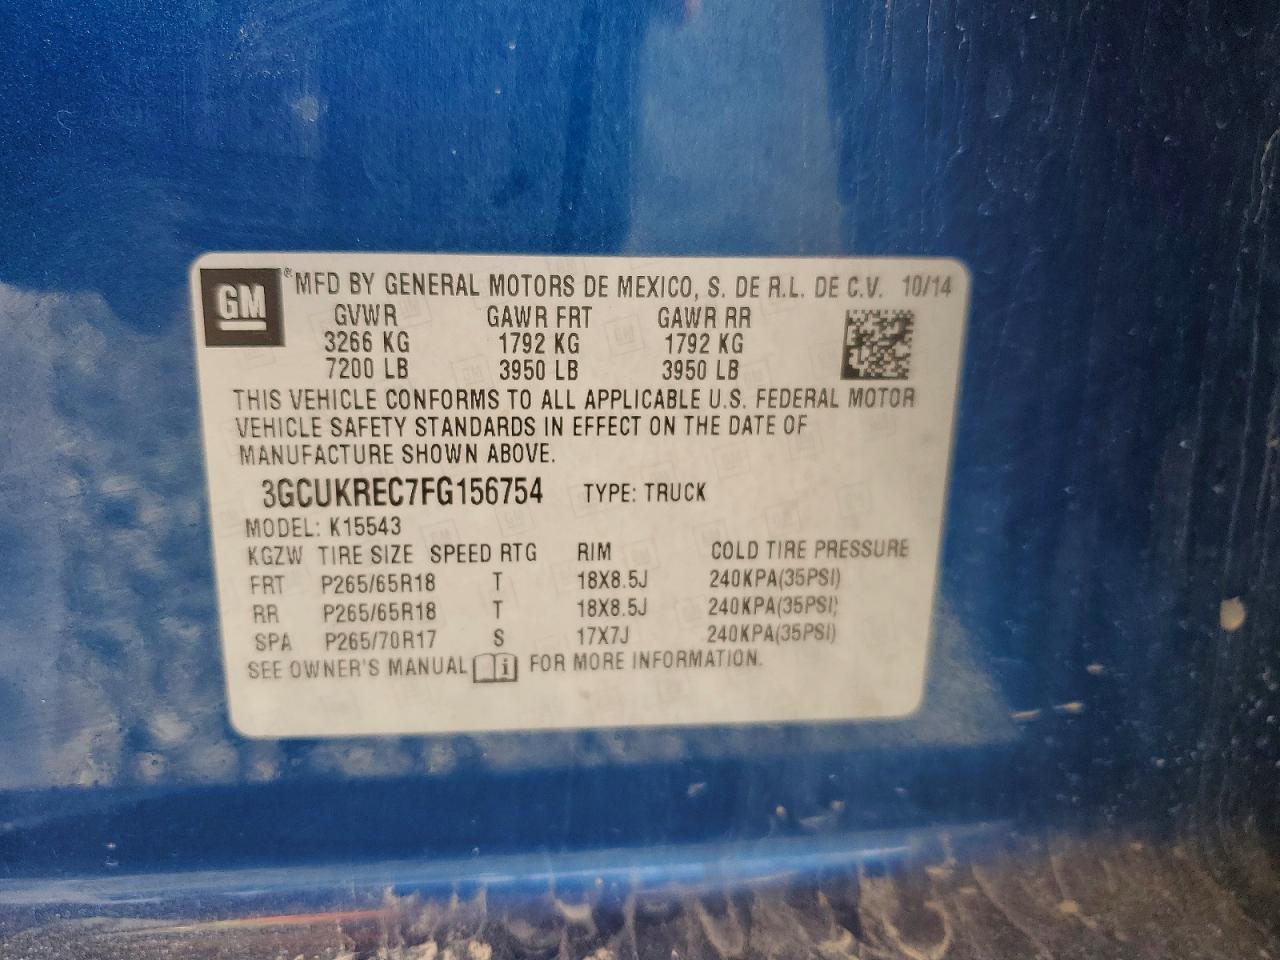 GM ® MFD BY GENERAL MOTORS DE MEXICO, S. DE R.L. DE C.V. 10/14
GVWR GAWR FRT GAWR RR
3266 KG 1792 KG 1792 KG
7200 LB 3950 LB 3950 LB
THIS VEHICLE CONFORMS TO ALL APPLICABLE U.S. FEDERAL MOTOR
VEHICLE SAFETY STANDARDS IN EFFECT ON THE DATE OF
MANUFACTURE SHOWN ABOVE.
3GCUKREC7FG156754 TYPE: TRUCK
MODEL: K15543
KGZW TIRE SIZE SPEED RTG RIM COLD TIRE PRESSURE
FRT P265/65R18 T 18X8.5J 240KPA(35PSI)
RR P265/65R18 T 18X8.5J 240KPA(35PSI)
SPA P265/70R17 S 17X7J 240KPA(35PSI)
SEE OWNER'S MANUAL i FOR MORE INFORMATION.